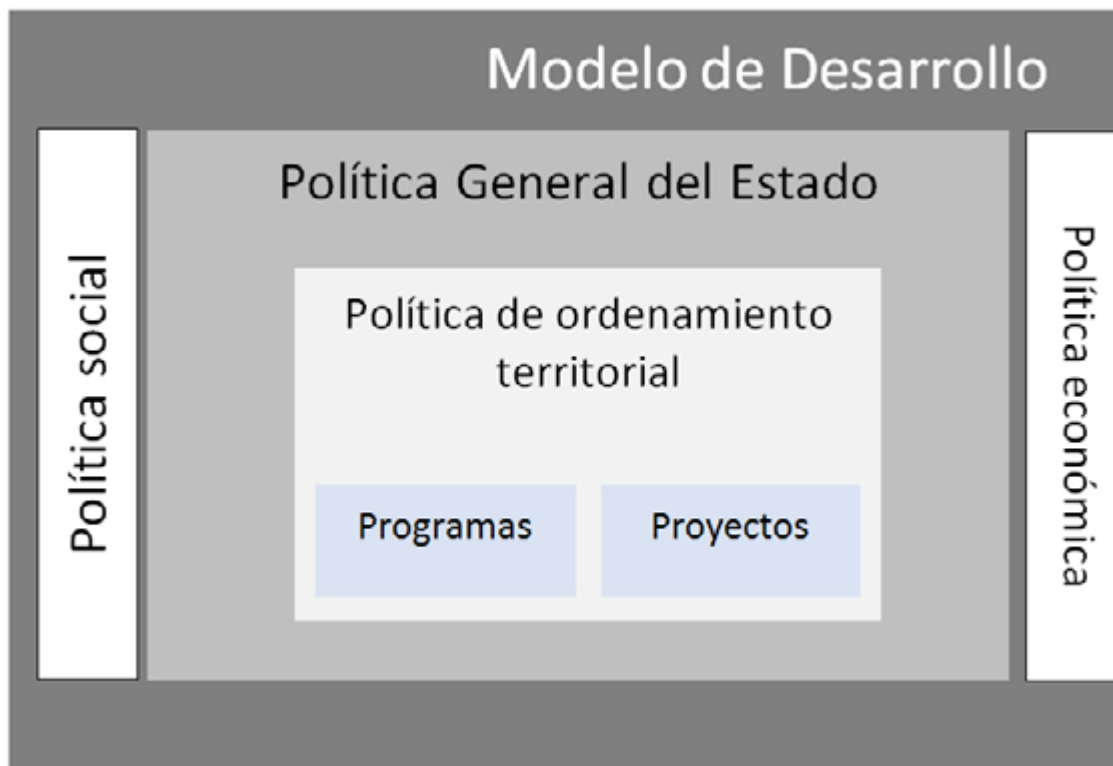 Modelo de Desarrollo
Política social
Política General del Estado
Política de ordenamiento
territorial
Programas
Proyectos
Política económica